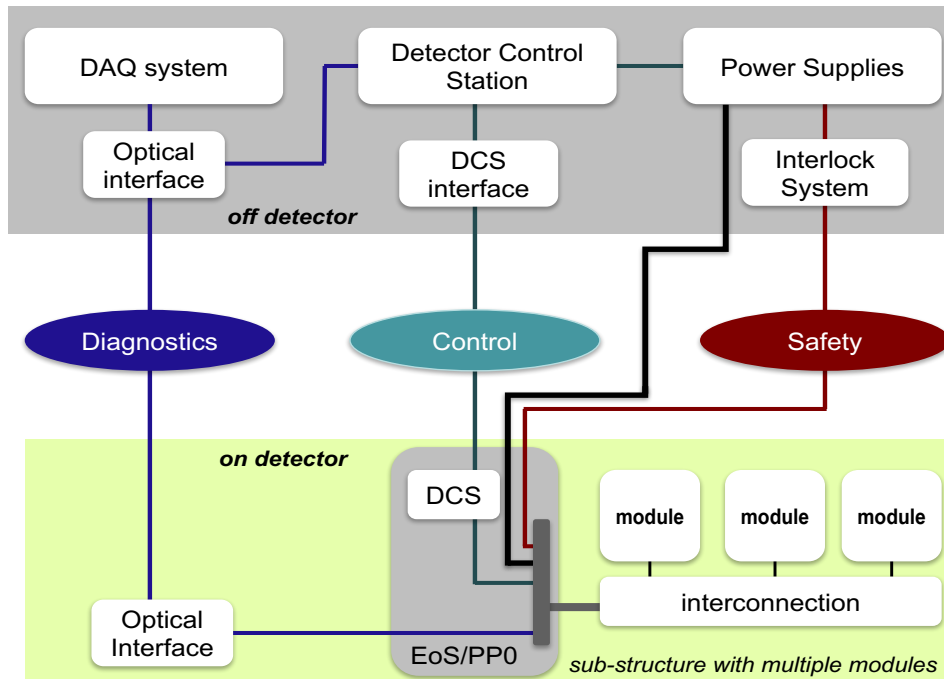 DAQ system
Detector Control
Station
Power Supplies
Optical
interface
DCS
interface
Interlock
System
off detector
Diagnostics
Control
Safety
on detector
DCS
module
module
module
interconnection
Optical
Interface
EoS/PP0
sub-structure with multiple modules